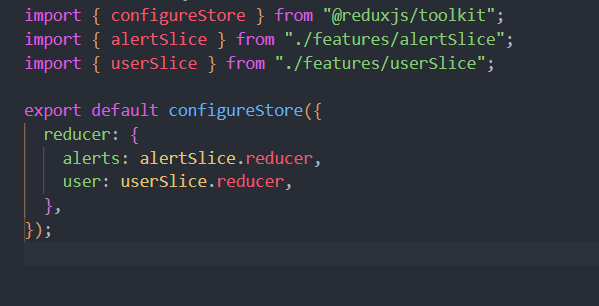 import { configureStore } from "@reduxjs/toolkit";
import { alertSlice } from "./features/alertSlice";
import { userSlice } from "./features/userSlice";

export default configureStore({
  reducer: {
    alerts: alertSlice.reducer,
    user: userSlice.reducer,
  },
});